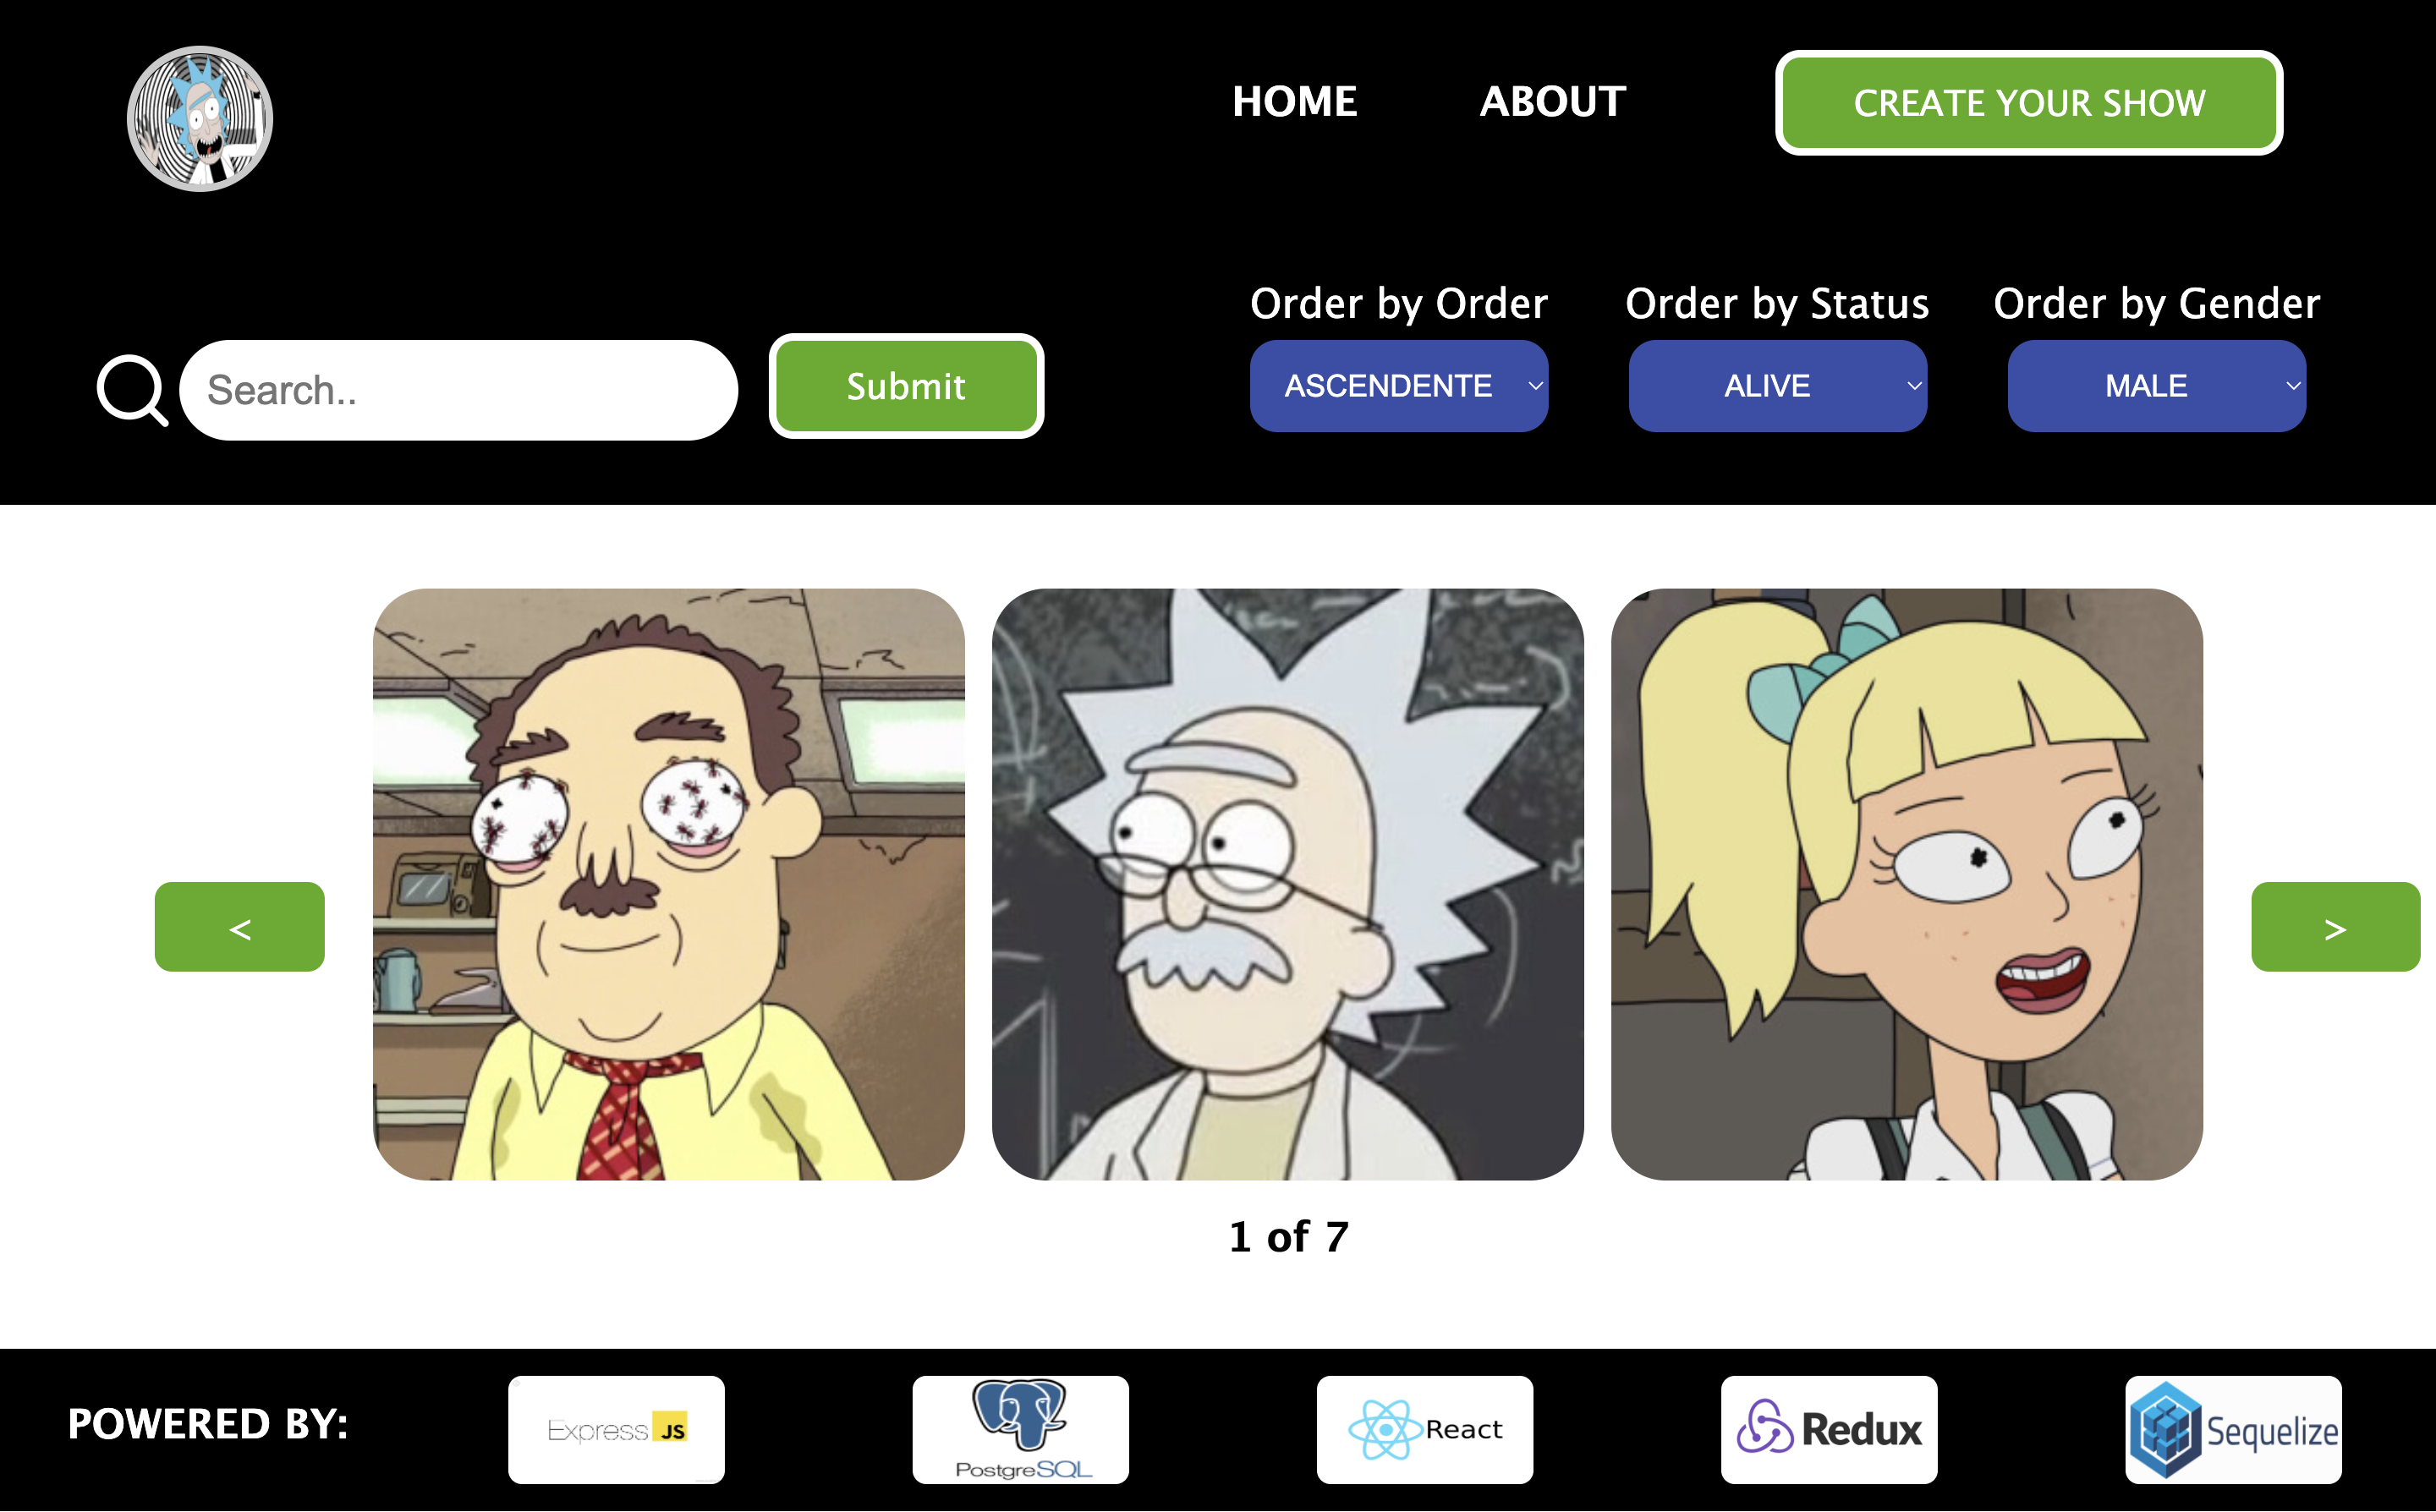 HOME ABOUT CREATE YOUR SHOW
Order by Order Order by Status Order by Gender
Search.. Submit ASCENDENTE ALIVE MALE
< >
1 of 7
POWERED BY: Express JS PostgreSQL React Redux Sequelize